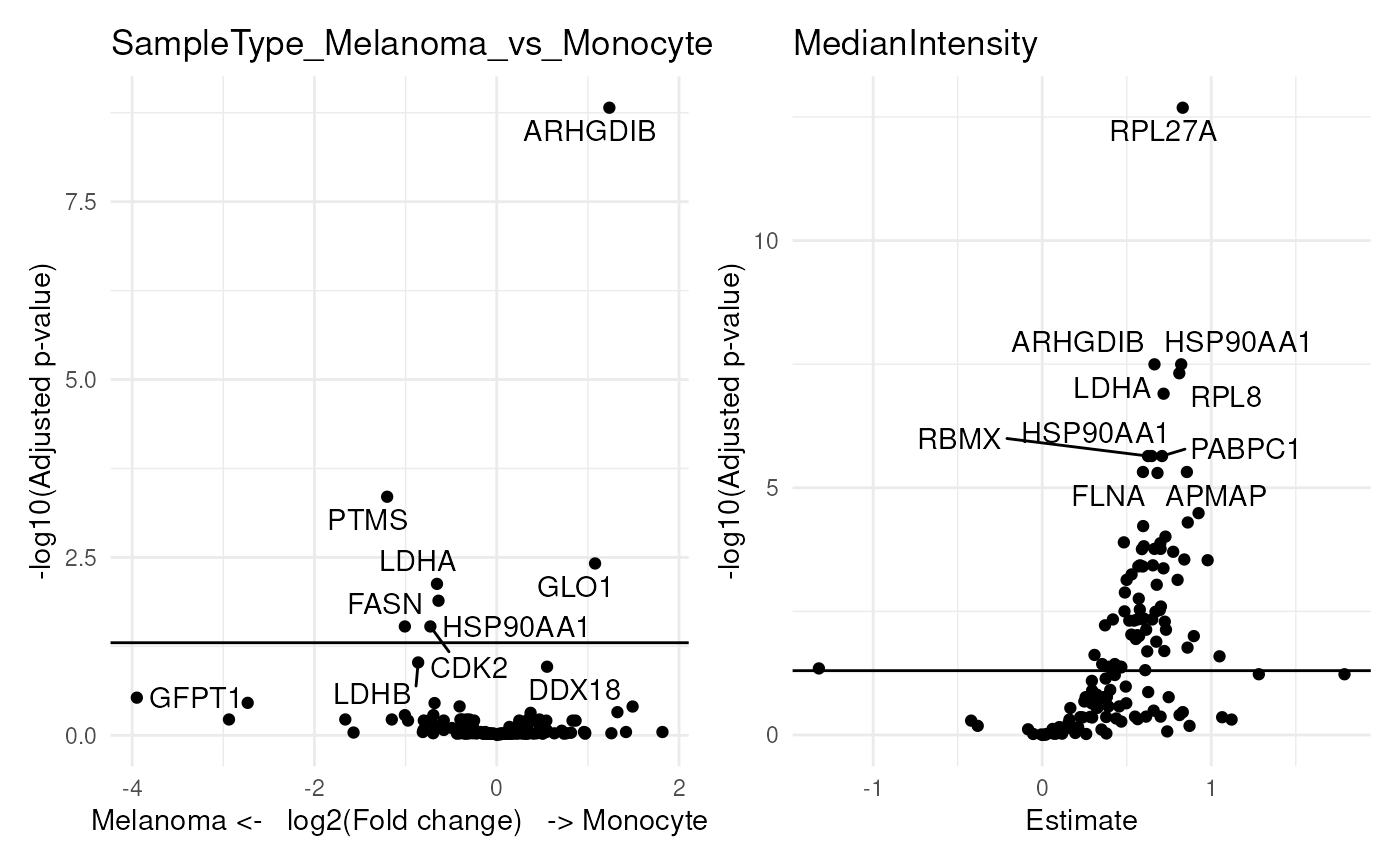 SampleType_Melanoma_vs_Monocyte
ARHGDIB
7.5
-log10(Adjusted p-value)
5.0
PTMS
LDHA
2.5
GLO1
FASN
HSP90AA1
CDK2
LDHB
DDX18
GFPT1
0.0
-4
-2
0
2
Melanoma <- log2(Fold change) -> Monocyte
MedianIntensity
RPL27A
10
-log10(Adjusted p-value)
ARHGDIB
HSP90AA1
LDHA
RPL8
HSP90AA1
RBMX
PABPC1
5
FLNA
APMAP
0
-1
0
1
Estimate